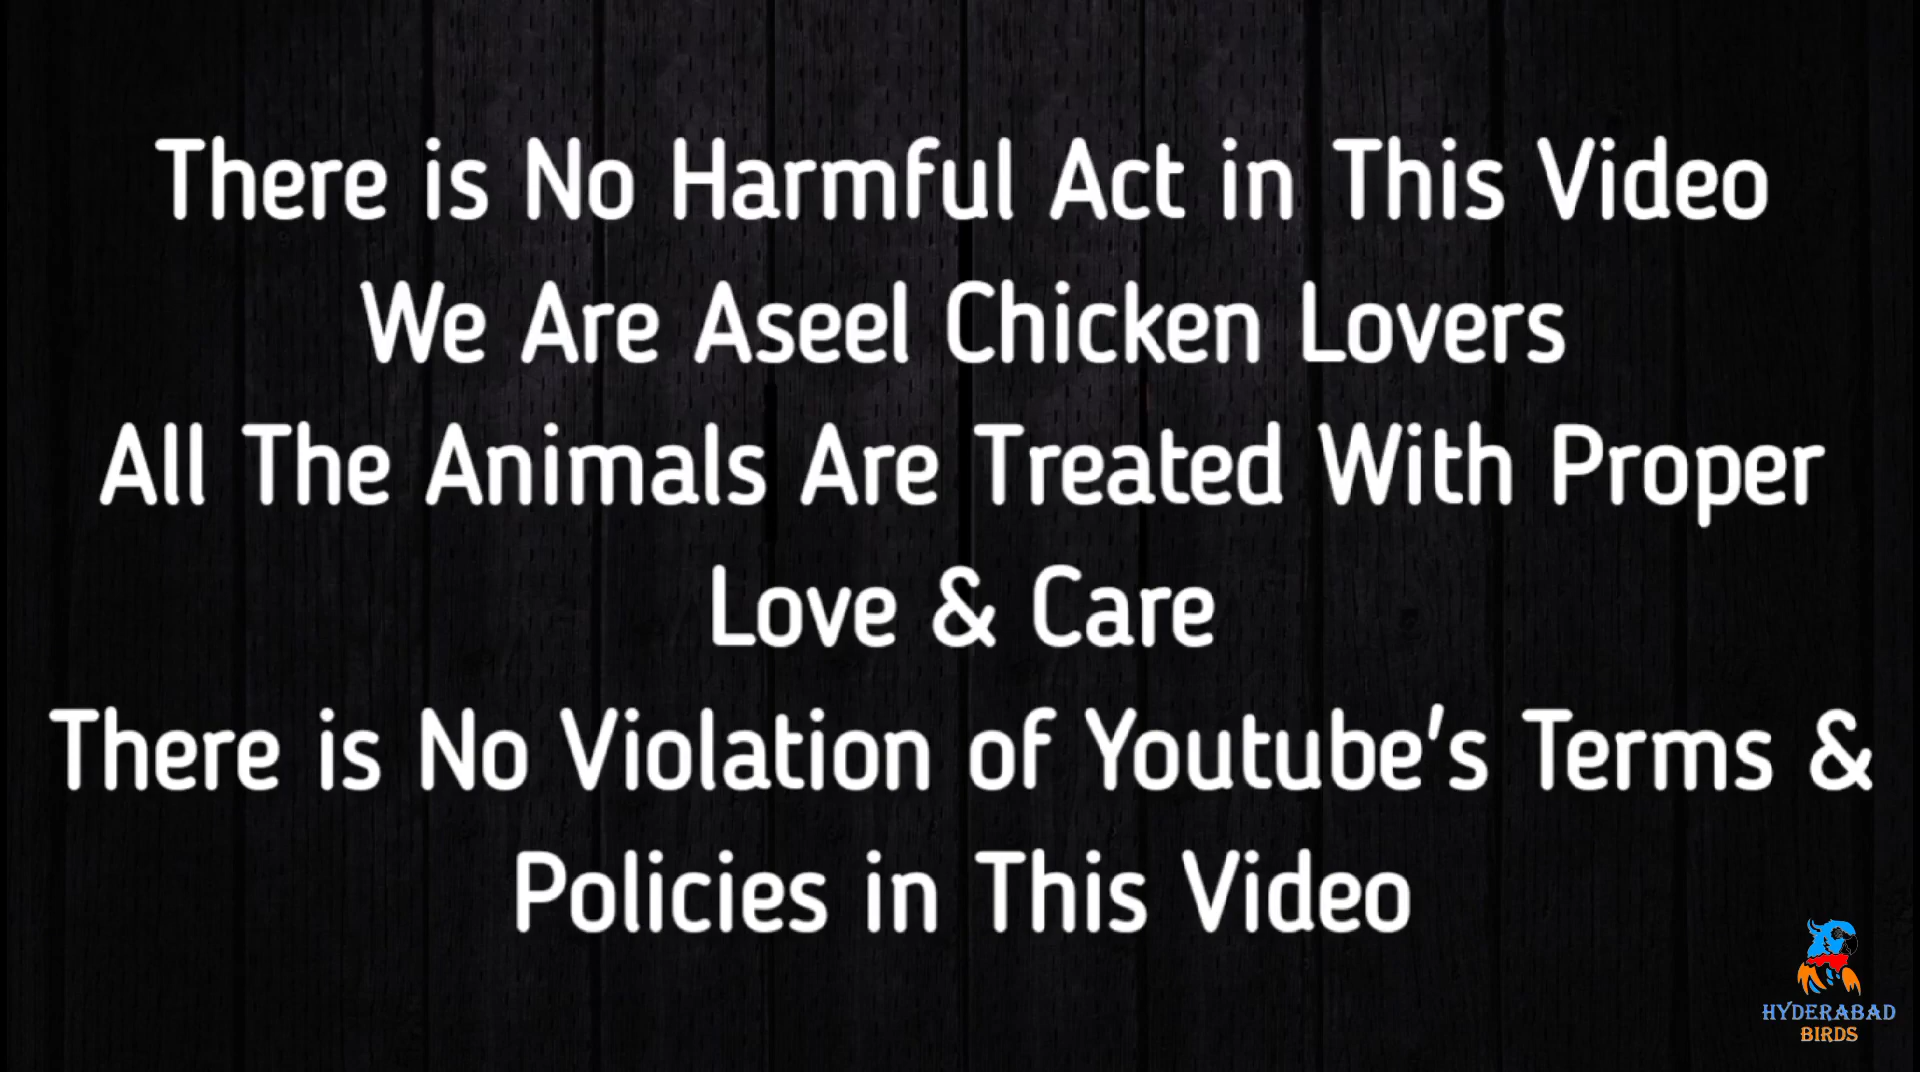 There is No Harmful Act in This Video
We Are Aseel Chicken Lovers
All The Animals Are Treated With Proper
Love & Care
There is No Violation of Youtube's Terms &
Policies in This Video
HYDERABAD
BIRDS